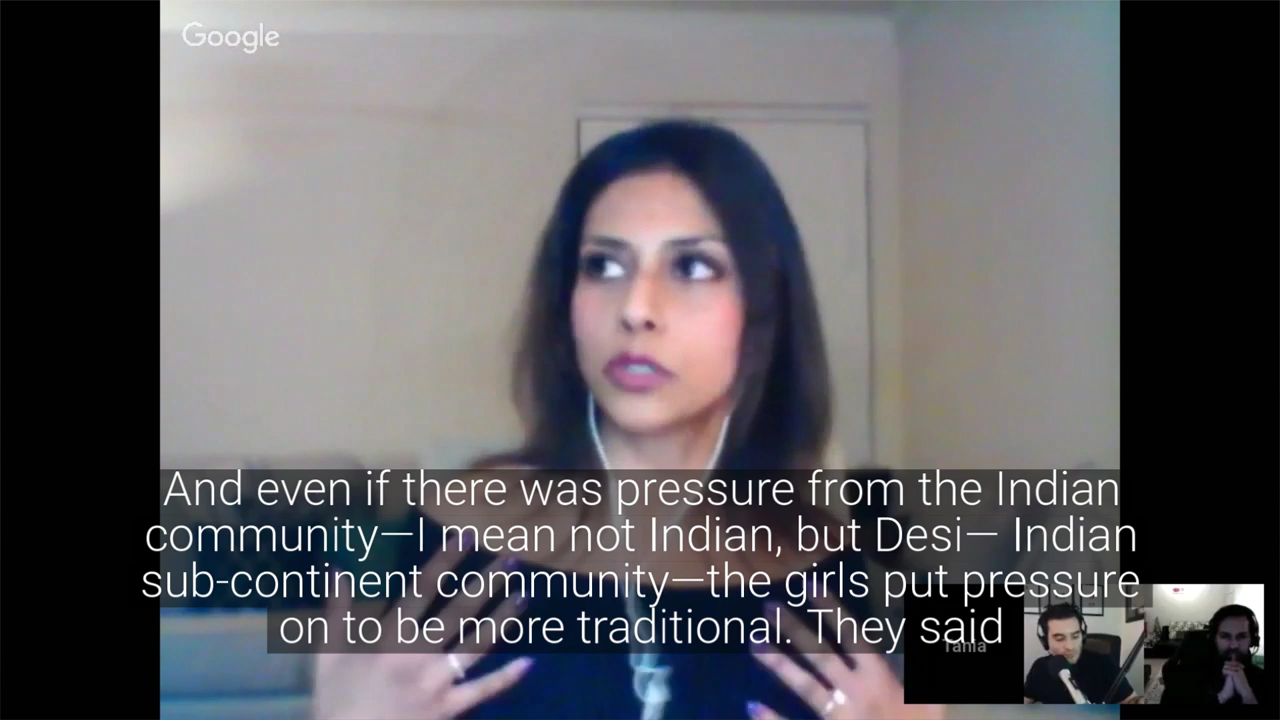 Google
And even if there was pressure from the Indian
community—I mean not Indian, but Desi— Indian
sub-continent community—the girls put pressure
on to be more traditional. They said
Tania